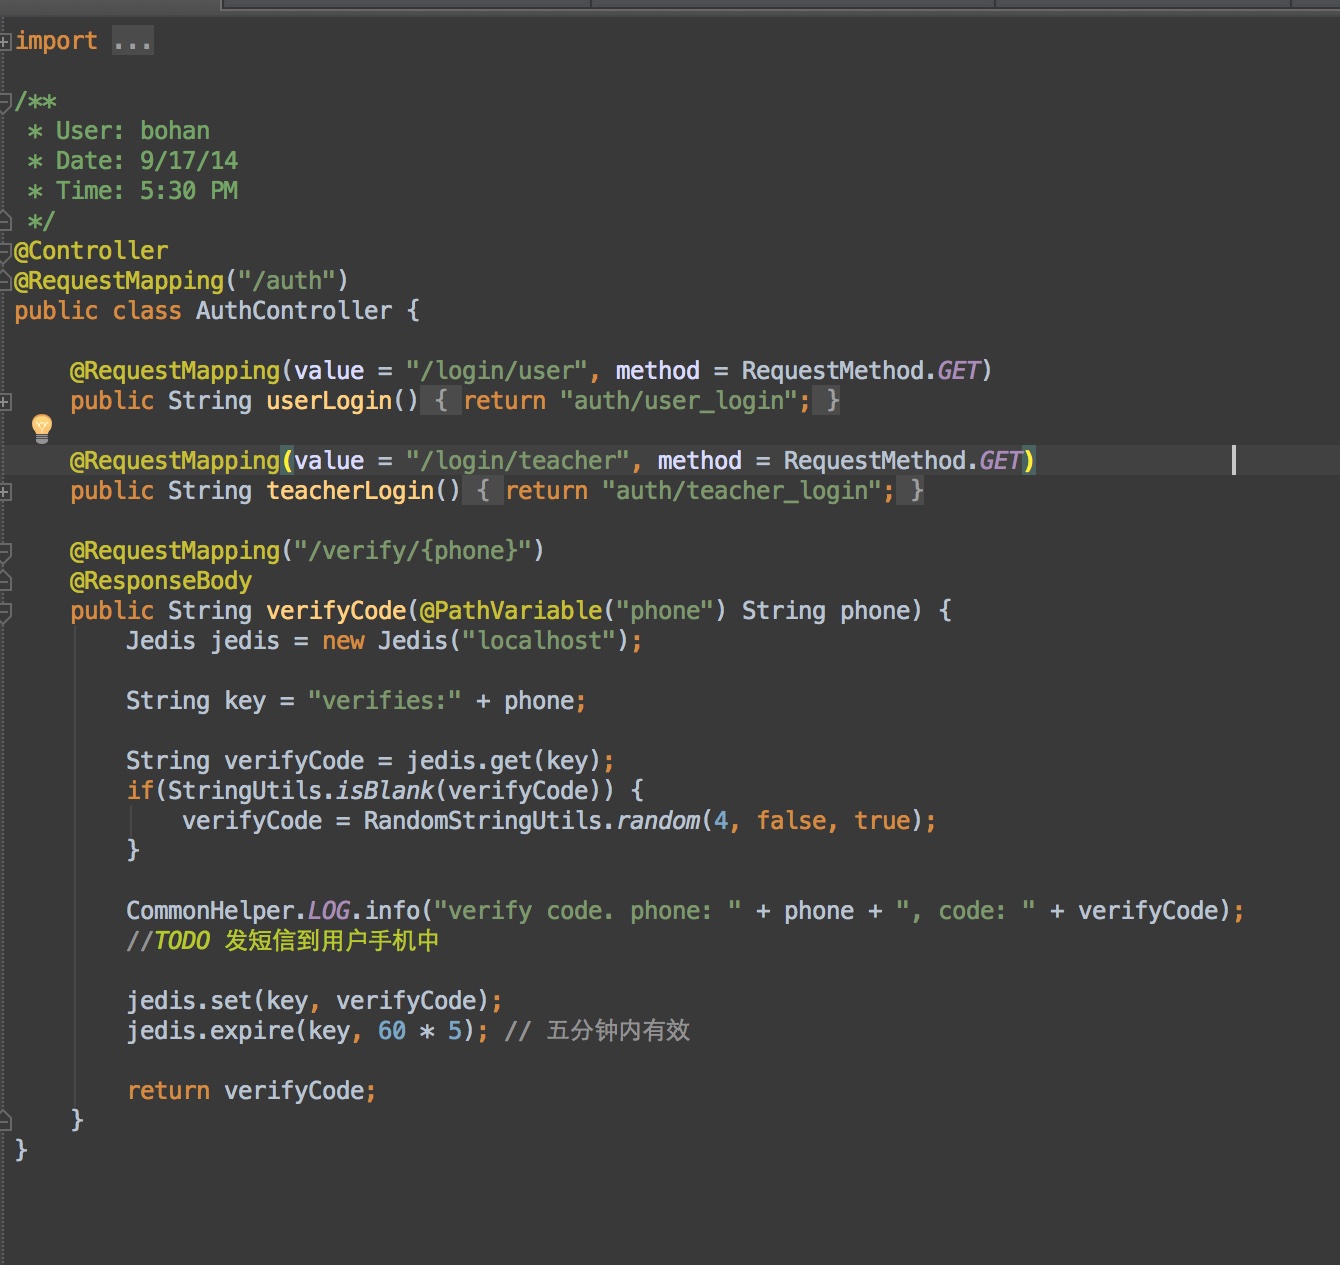 import ...
/**
 * User: bohan
 * Date: 9/17/14
 * Time: 5:30 PM
 */
@Controller
@RequestMapping("/auth")
public class AuthController {
    @RequestMapping(value = "/login/user", method = RequestMethod.GET)
    public String userLogin() { return "auth/user_login"; }
    @RequestMapping(value = "/login/teacher", method = RequestMethod.GET)
    public String teacherLogin() { return "auth/teacher_login"; }
    @RequestMapping("/verify/{phone}")
    @ResponseBody
    public String verifyCode(@PathVariable("phone") String phone) {
        Jedis jedis = new Jedis("localhost");
        String key = "verifies:" + phone;
        String verifyCode = jedis.get(key);
        if(StringUtils.isBlank(verifyCode)) {
            verifyCode = RandomStringUtils.random(4, false, true);
        }
        CommonHelper.LOG.info("verify code. phone: " + phone + ", code: " + verifyCode);
        //TODO 发短信到用户手机中
        jedis.set(key, verifyCode);
        jedis.expire(key, 60 * 5); // 五分钟内有效
        return verifyCode;
    }
}